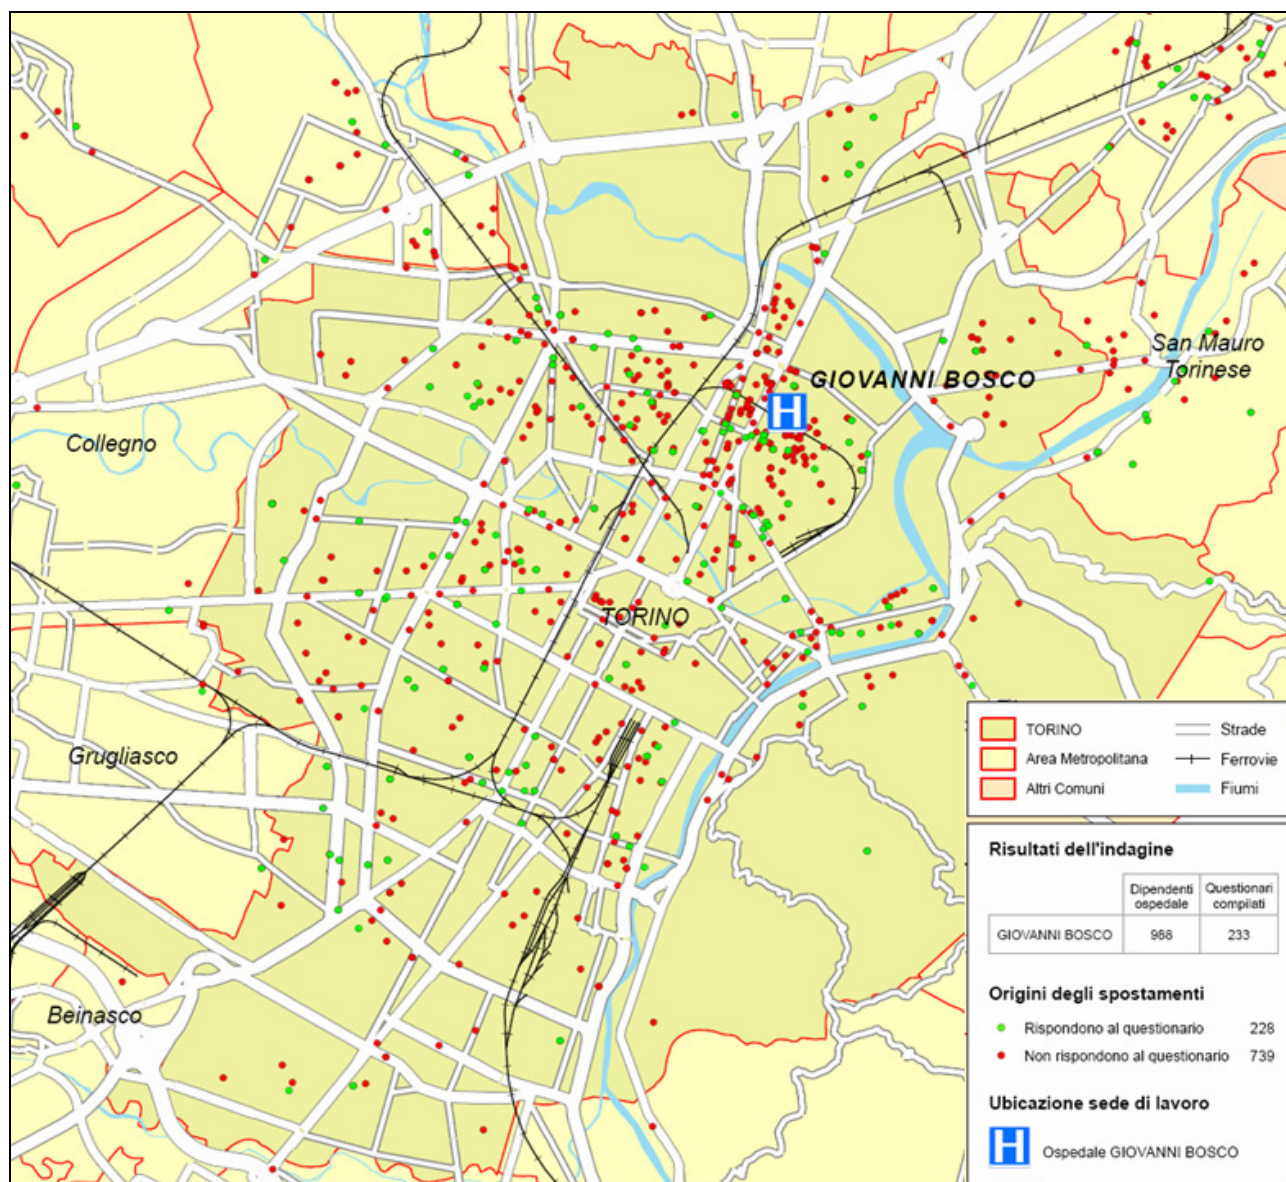 GIOVANNI BOSCO
San Mauro
Torinese
Collegno
TORINO
Grugliasco
Beinasco
TORINO
Area Metropolitana
Altri Comuni
Strade
Ferrovie
Fiumi
Risultati dell'indagine
Dipendenti ospedale Questionari compilati
GIOVANNI BOSCO 988 233
Origini degli spostamenti
Rispondono al questionario 228
Non rispondono al questionario 739
Ubicazione sede di lavoro
H Ospedale GIOVANNI BOSCO